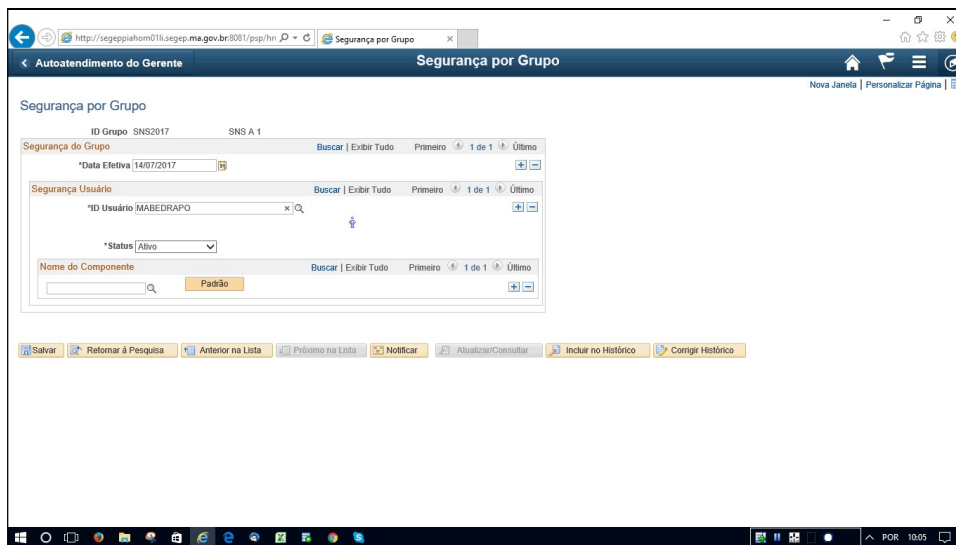 http://segeppiahom01li.segep.ma.gov.br:8081/psp/hn
Segurança por Grupo
Autoatendimento do Gerente
Segurança por Grupo
Nova Janela | Personalizar Página |
Segurança por Grupo
ID Grupo SNS2017 SNS A 1
Segurança do Grupo Buscar | Exibir Tudo Primeiro 1 de 1 Último
*Data Efetiva 14/07/2017
Segurança Usuário Buscar | Exibir Tudo Primeiro 1 de 1 Último
*ID Usuário MABEDRAPO
*Status Ativo
Nome do Componente Buscar | Exibir Tudo Primeiro 1 de 1 Último
Padrão
Salvar Retornar à Pesquisa Anterior na Lista Próximo na Lista Notificar Atualizar/Consultar Incluir no Histórico Corrigir Histórico
POR 10:05